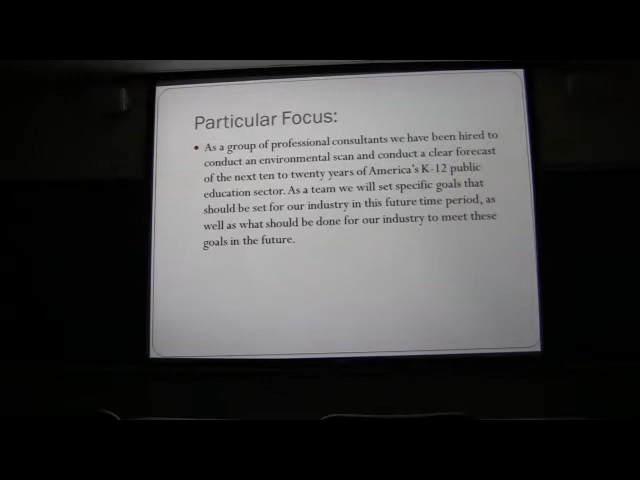 Particular Focus:
• As a group of professional consultants we have been hired to
conduct an environmental scan and conduct a clear forecast
of the next ten to twenty years of America's K-12 public
education sector. As a team we will set specific goals that
should be set for our industry in this future time period, as
well as what should be done for our industry to meet these
goals in the future.